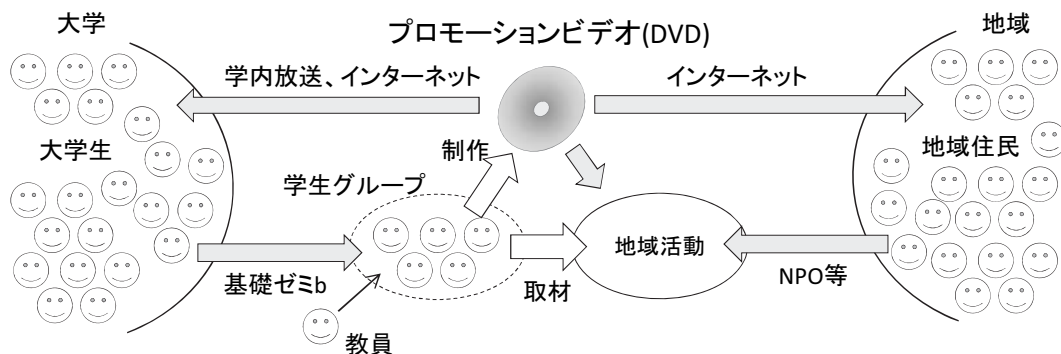 大学
プロモーションビデオ(DVD)
地域
学内放送、インターネット
インターネット
大学生
制作
地域住民
学生グループ
地域活動
基礎ゼミb
取材
NPO等
教員